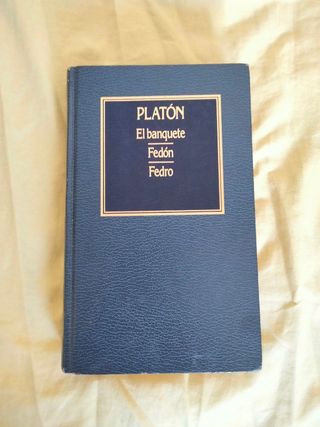 PLATÓN
El banquete
Fedón
Fedro